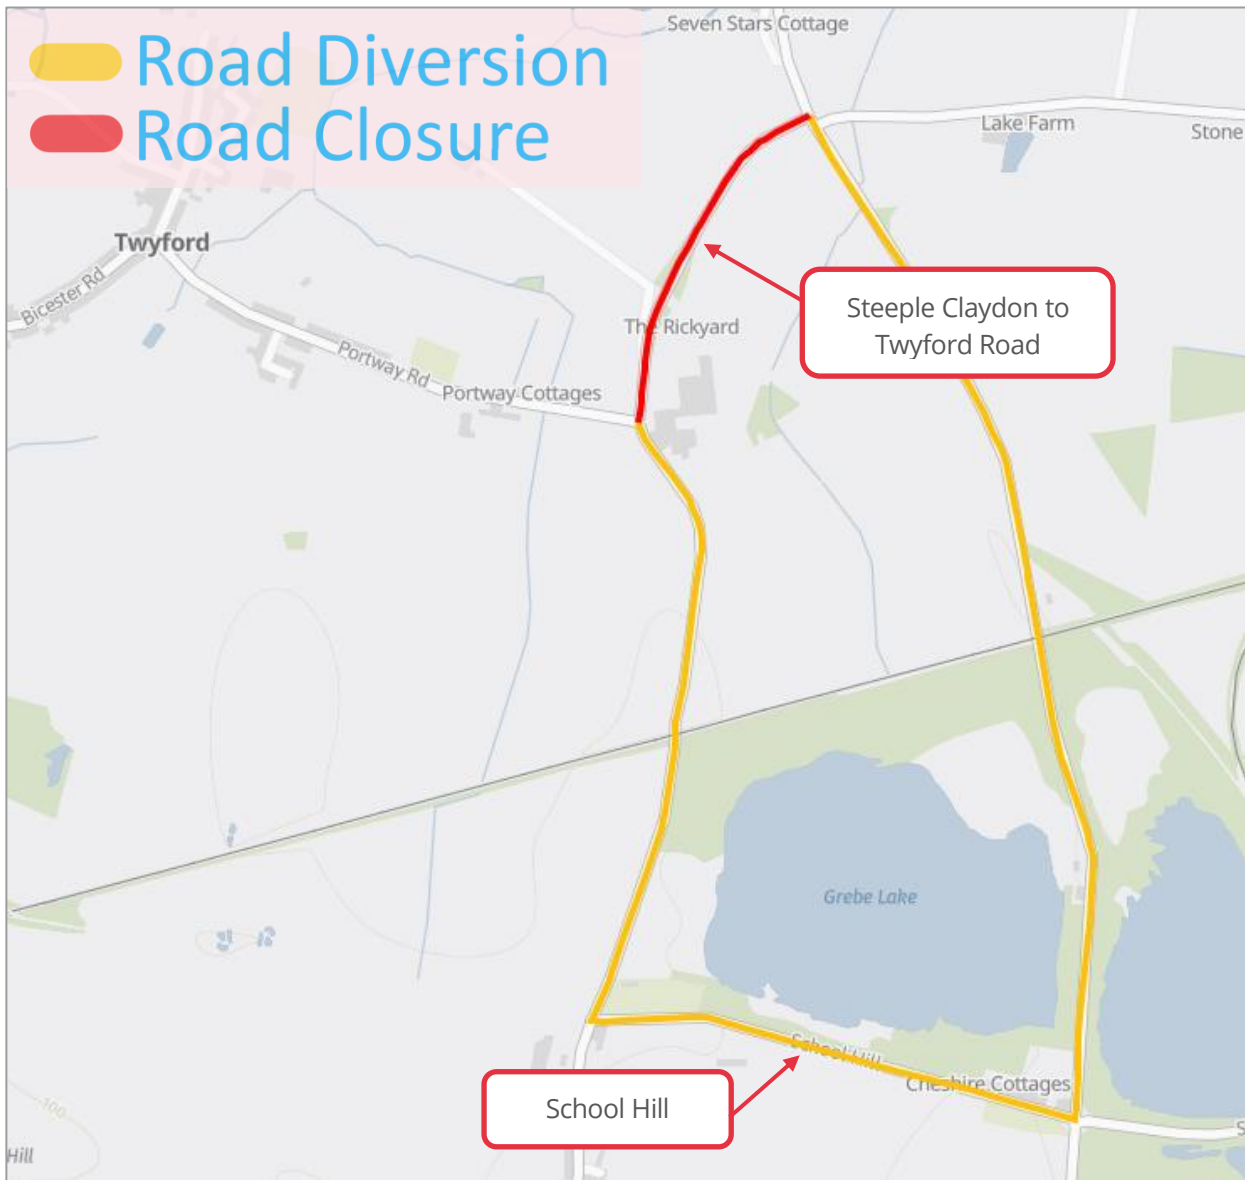 Seven Stars Cottage
Road Diversion
Road Closure
Lake Farm
Stone
Twyford
Bicester Rd
Steeple Claydon to
Twyford Road
The Rickyard
Portway Rd
Portway Cottages
Grebe Lake
School Hill
Cheshire Cottages
School Hill
100
Hill
S